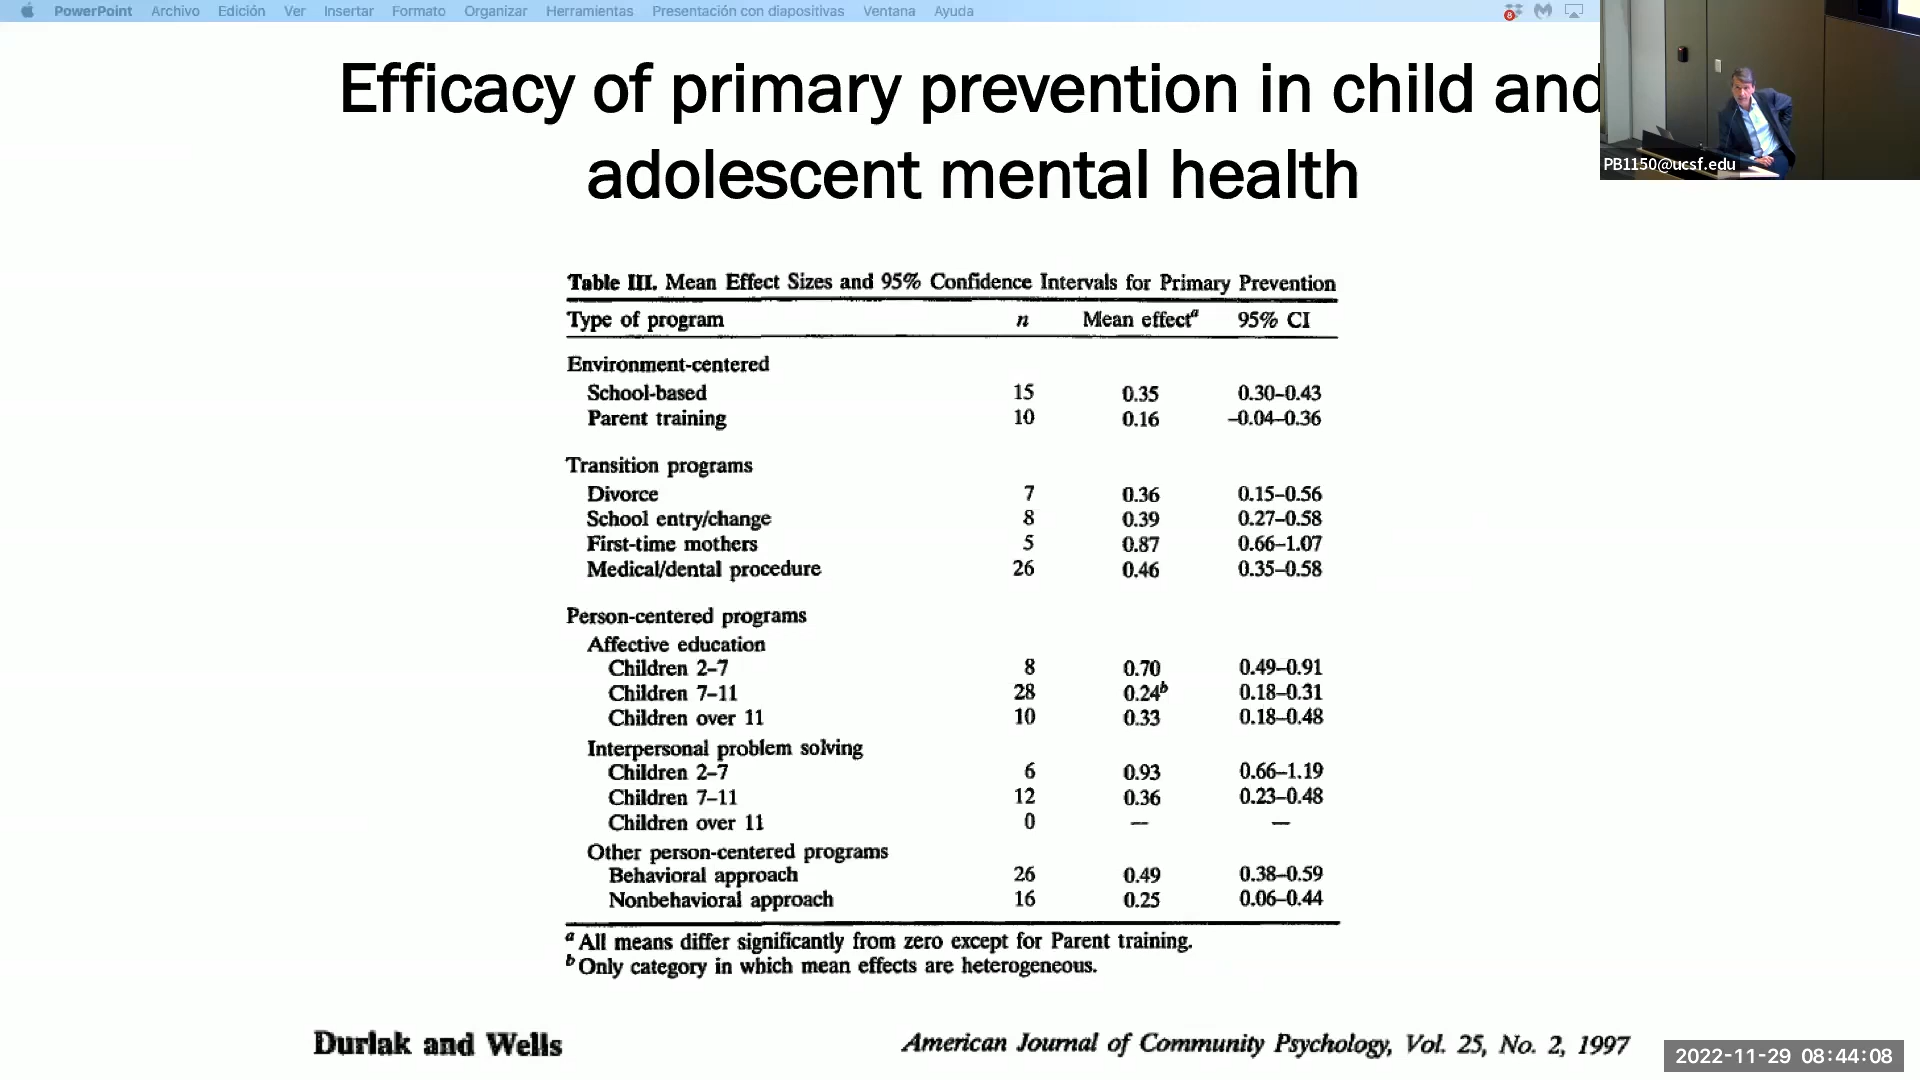 PowerPoint Archivo Edición Ver Insertar Formato Organizar Herramientas Presentación con diapositivas Ventana Ayuda
8
PB1150@ucsf.edu
Efficacy of primary prevention in child and
adolescent mental health
Table III. Mean Effect Sizes and 95% Confidence Intervals for Primary Prevention
Type of program n Mean effect^a 95% CI
Environment-centered
School-based 15 0.35 0.30–0.43
Parent training 10 0.16 –0.04–0.36
Transition programs
Divorce 7 0.36 0.15–0.56
School entry/change 8 0.39 0.27–0.58
First-time mothers 5 0.87 0.66–1.07
Medical/dental procedure 26 0.46 0.35–0.58
Person-centered programs
Affective education
Children 2–7 8 0.70 0.49–0.91
Children 7–11 28 0.24^b 0.18–0.31
Children over 11 10 0.33 0.18–0.48
Interpersonal problem solving
Children 2–7 6 0.93 0.66–1.19
Children 7–11 12 0.36 0.23–0.48
Children over 11 0 — —
Other person-centered programs
Behavioral approach 26 0.49 0.38–0.59
Nonbehavioral approach 16 0.25 0.06–0.44
^a All means differ significantly from zero except for Parent training.
^b Only category in which mean effects are heterogeneous.
Durlak and Wells
American Journal of Community Psychology, Vol. 25, No. 2, 1997
2022-11-29 08:44:08